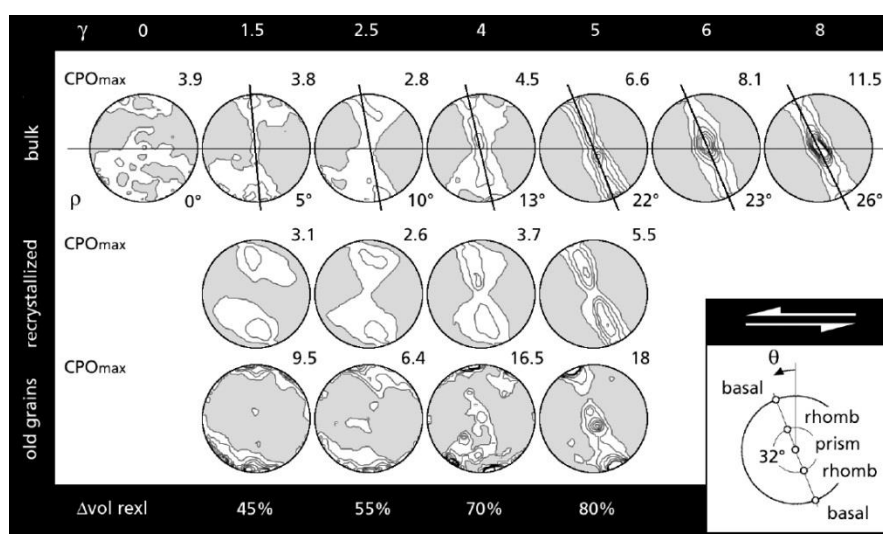 γ 0 1.5 2.5 4 5 6 8
CPOmax 3.9 3.8 2.8 4.5 6.6 8.1 11.5
bulk
ρ 0° 5° 10° 13° 22° 23° 26°
CPOmax 3.1 2.6 3.7 5.5
recrystallized
CPOmax 9.5 6.4 16.5 18
old grains
Δvol rexl 45% 55% 70% 80%
θ
basal
rhomb
prism
32°
rhomb
basal